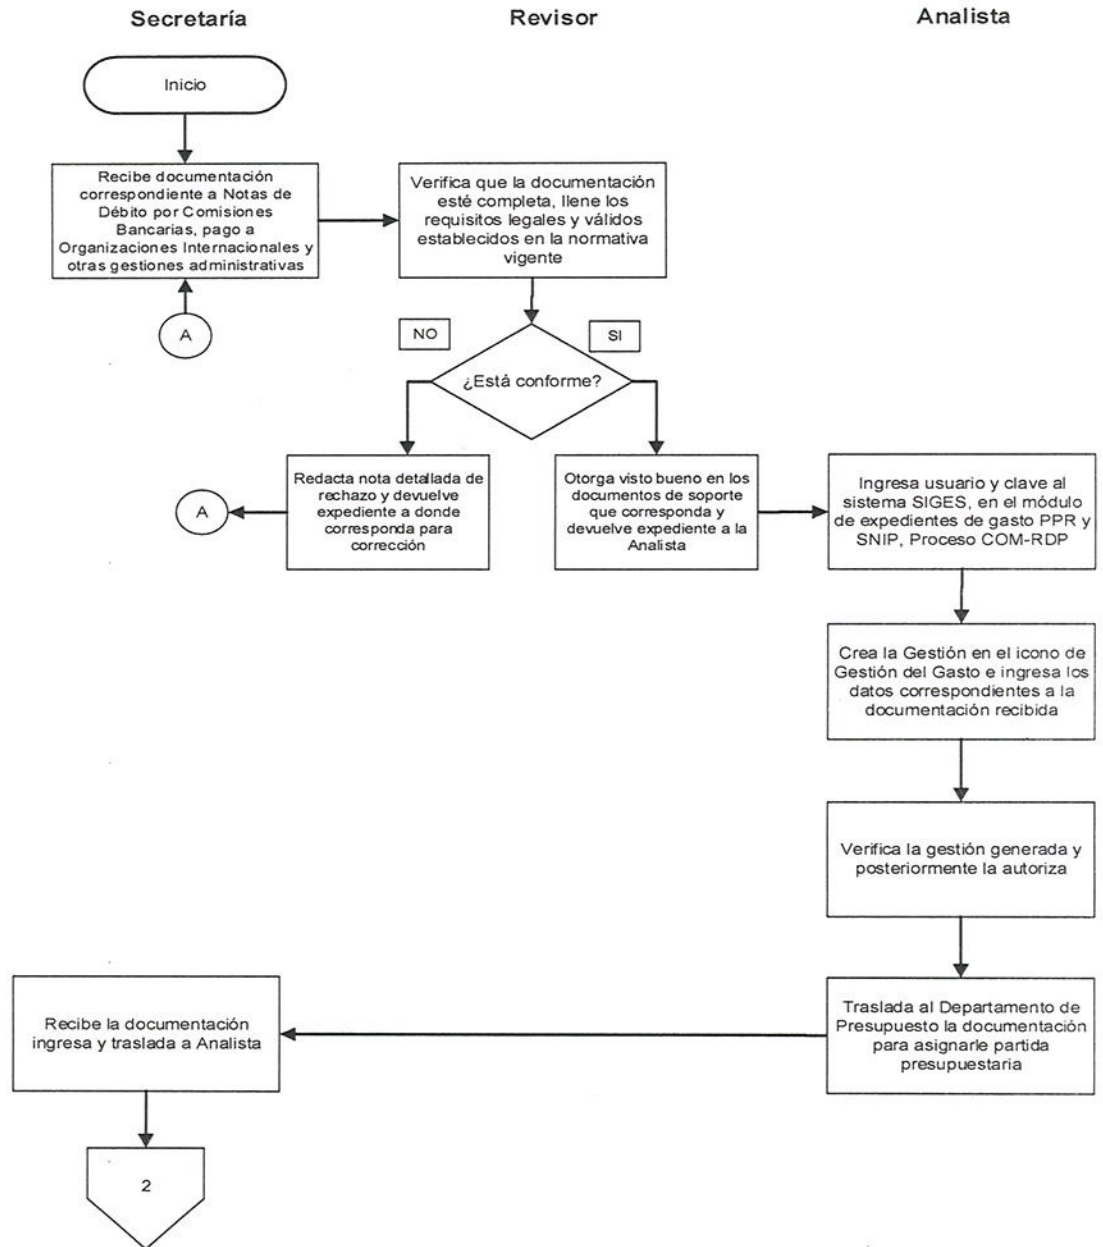 Secretaría
Revisor
Analista
Inicio
Recibe documentación
correspondiente a Notas de
Débito por Comisiones
Bancarias, pago a
Organizaciones Internacionales y
otras gestiones administrativas
Verifica que la documentación
esté completa, llene los
requisitos legales y válidos
establecidos en la normativa
vigente
A
NO
SI
¿Está conforme?
Redacta nota detallada de
rechazo y devuelve
expediente a donde
corresponda para
corrección
A
Otorga visto bueno en los
documentos de soporte
que corresponda y
devuelve expediente a la
Analista
Ingresa usuario y clave al
sistema SIGES, en el módulo
de expedientes de gasto PPR y
SNIP, Proceso COM-RDP
Crea la Gestión en el icono de
Gestión del Gasto e ingresa los
datos correspondientes a la
documentación recibida
Verifica la gestión generada y
posteriormente la autoriza
Traslada al Departamento de
Presupuesto la documentación
para asignarle partida
presupuestaria
Recibe la documentación
ingresa y traslada a Analista
2